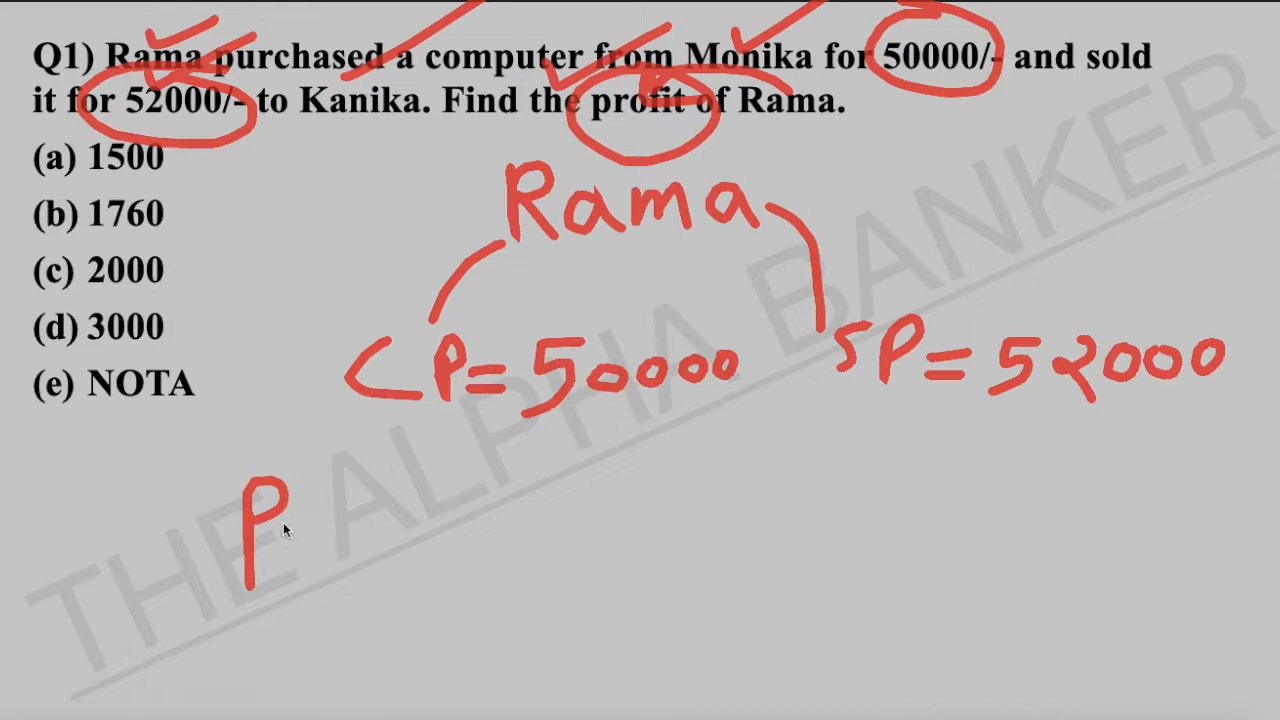 Q1) Rama purchased a computer from Monika for 50000/- and sold
it for 52000/- to Kanika. Find the profit of Rama.
(a) 1500
(b) 1760
(c) 2000
(d) 3000
(e) NOTA
Rama
CP=50000 SP=52000
P
THE ALPHA BANKER